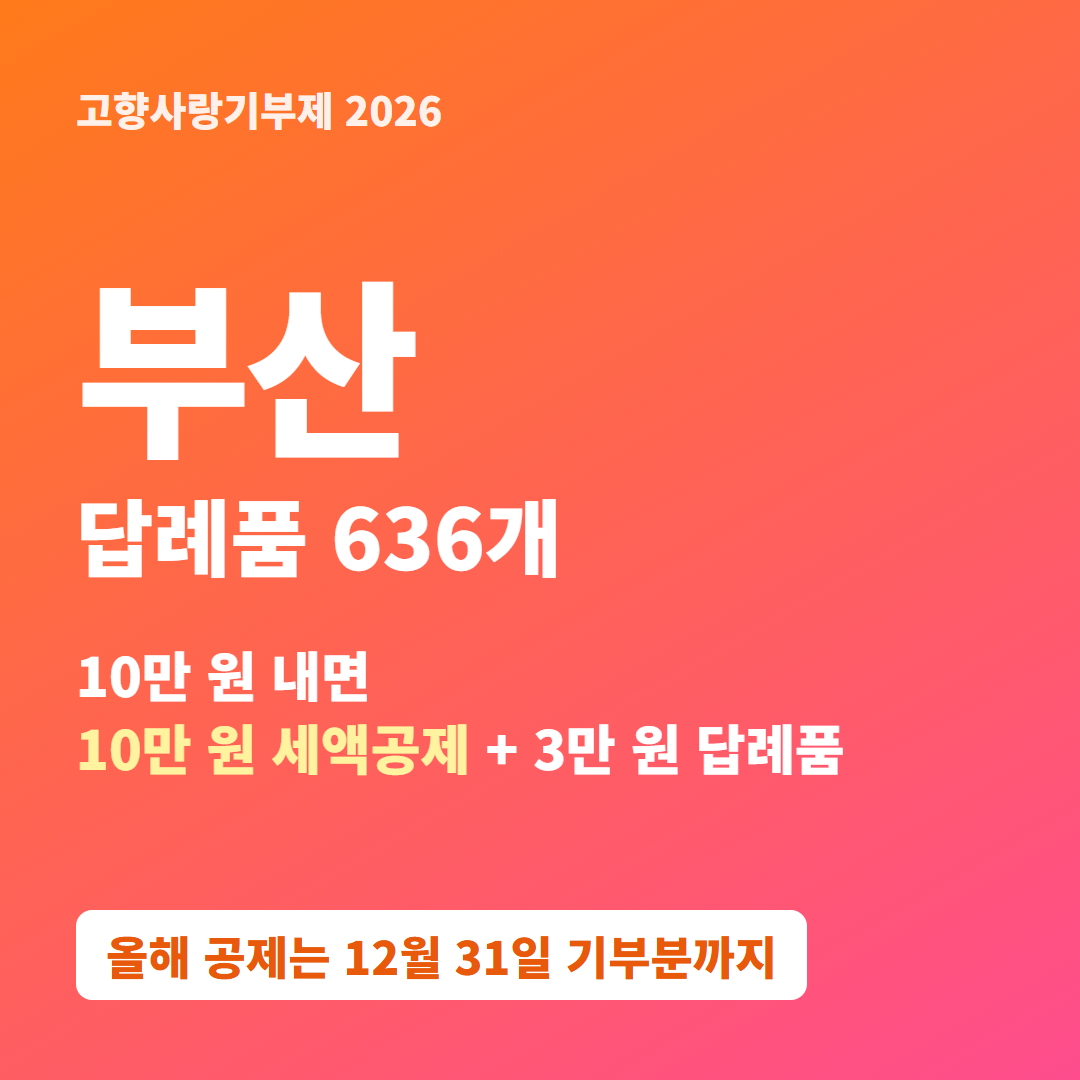 고향사랑기부제 2026
부산
답례품 636개
10만 원 내면
10만 원 세액공제 + 3만 원 답례품
올해 공제는 12월 31일 기부분까지